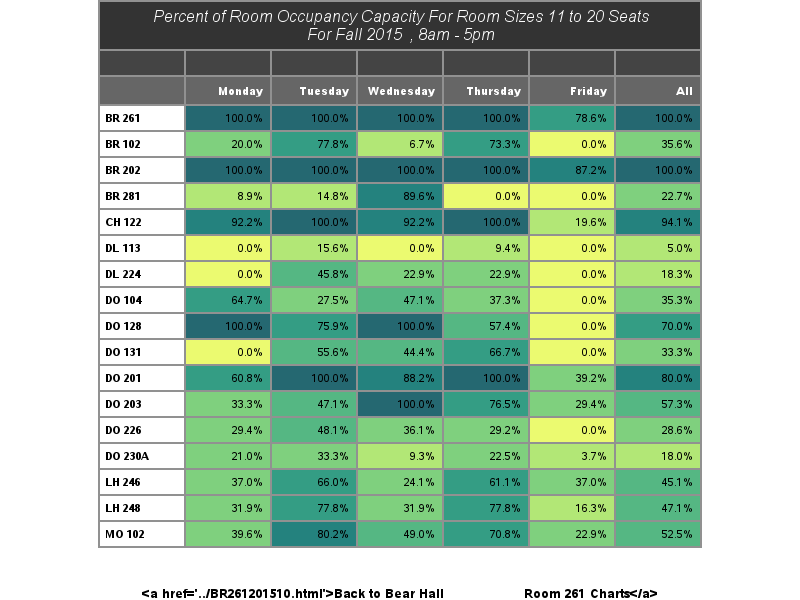 Percent of Room Occupancy Capacity For Room Sizes 11 to 20 Seats
For Fall 2015 , 8am - 5pm
Monday Tuesday Wednesday Thursday Friday All
BR 261 100.0% 100.0% 100.0% 100.0% 78.6% 100.0%
BR 102 20.0% 77.8% 6.7% 73.3% 0.0% 35.6%
BR 202 100.0% 100.0% 100.0% 100.0% 87.2% 100.0%
BR 281 8.9% 14.8% 89.6% 0.0% 0.0% 22.7%
CH 122 92.2% 100.0% 92.2% 100.0% 19.6% 94.1%
DL 113 0.0% 15.6% 0.0% 9.4% 0.0% 5.0%
DL 224 0.0% 45.8% 22.9% 22.9% 0.0% 18.3%
DO 104 64.7% 27.5% 47.1% 37.3% 0.0% 35.3%
DO 128 100.0% 75.9% 100.0% 57.4% 0.0% 70.0%
DO 131 0.0% 55.6% 44.4% 66.7% 0.0% 33.3%
DO 201 60.8% 100.0% 88.2% 100.0% 39.2% 80.0%
DO 203 33.3% 47.1% 100.0% 76.5% 29.4% 57.3%
DO 226 29.4% 48.1% 36.1% 29.2% 0.0% 28.6%
DO 230A 21.0% 33.3% 9.3% 22.5% 3.7% 18.0%
LH 246 37.0% 66.0% 24.1% 61.1% 37.0% 45.1%
LH 248 31.9% 77.8% 31.9% 77.8% 16.3% 47.1%
MO 102 39.6% 80.2% 49.0% 70.8% 22.9% 52.5%
<a href='../BR261201510.html'>Back to Bear Hall Room 261 Charts</a>